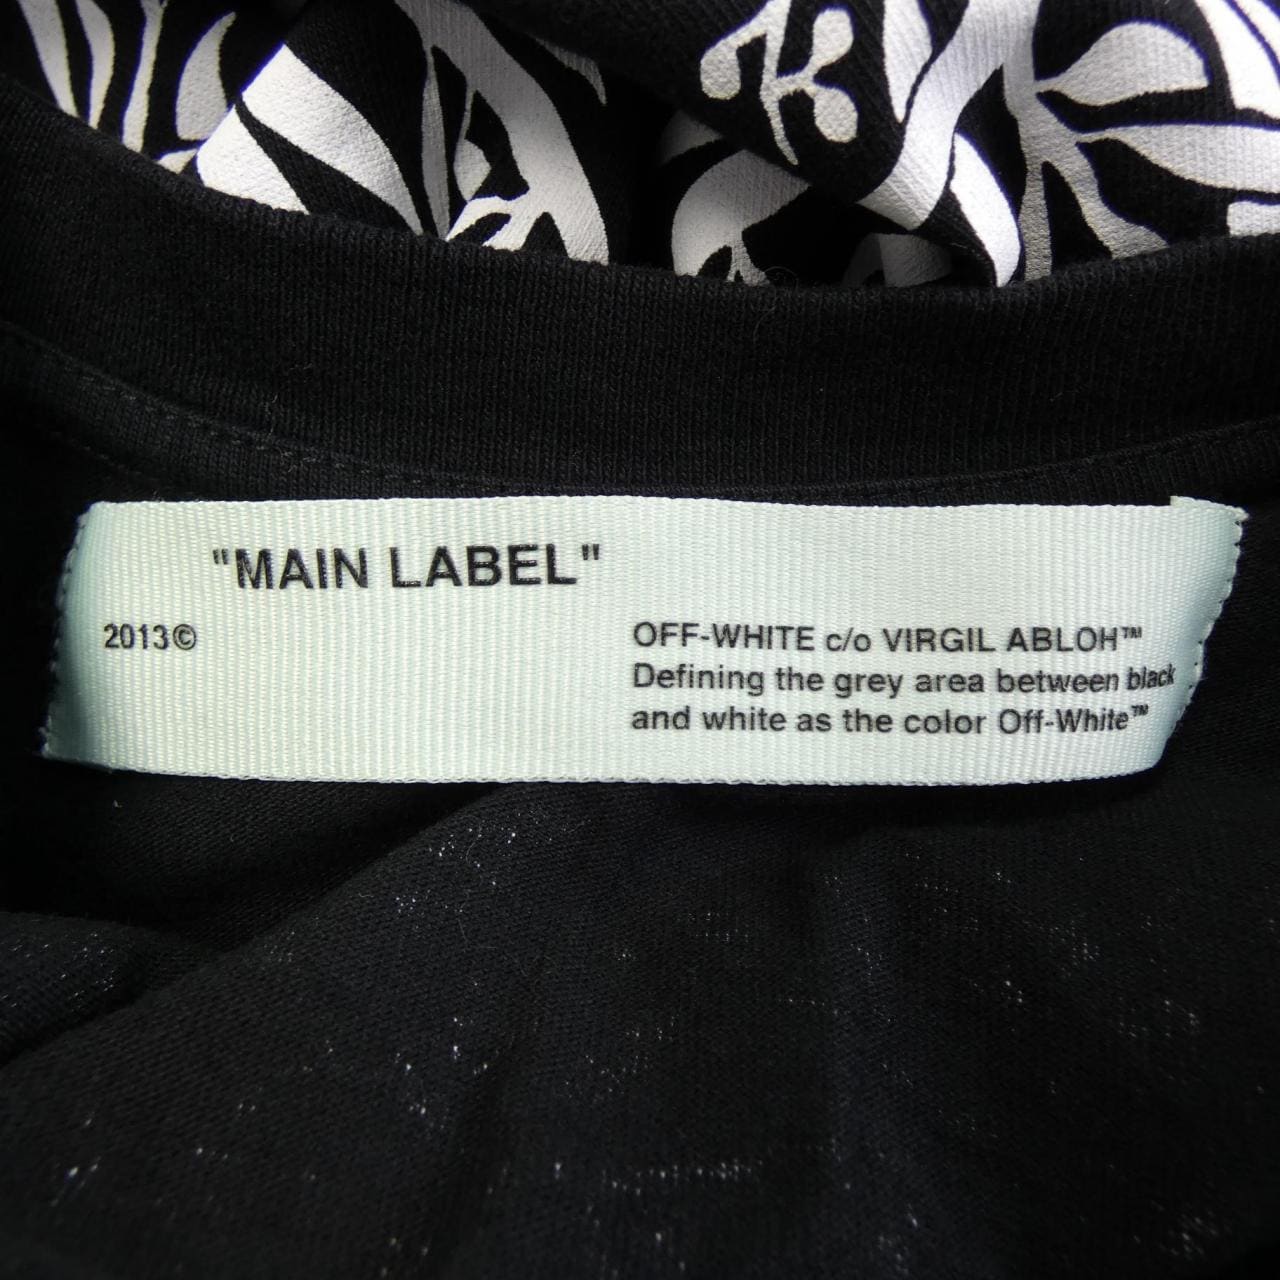 "MAIN LABEL"
2013©
OFF-WHITE c/o VIRGIL ABLOH™
Defining the grey area between black
and white as the color Off-White™